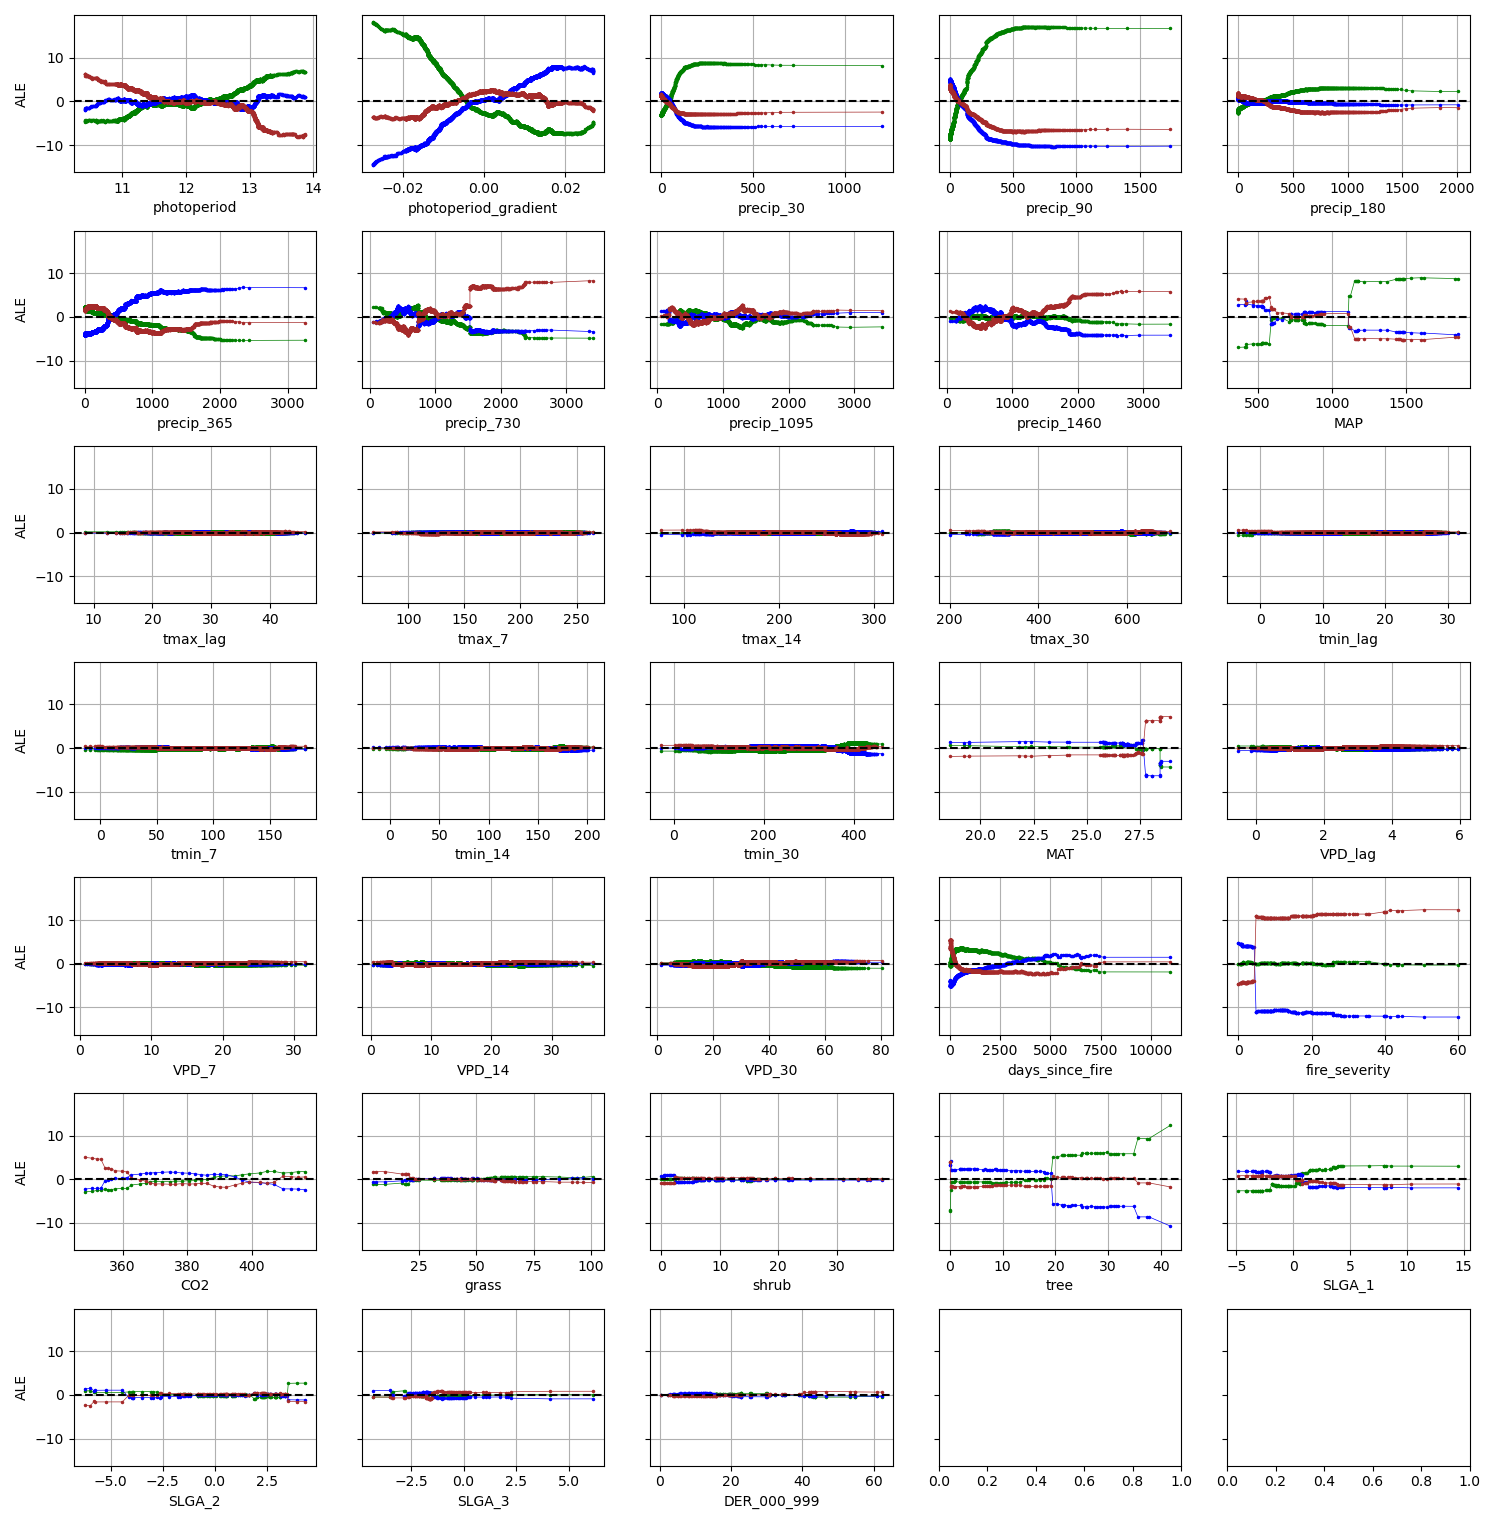 ALE
10
0
−10
11 12 13 14
−0.02 0.00 0.02
0 500 1000
0 500 1000 1500
0 500 1000 1500 2000
photoperiod
photoperiod_gradient
precip_30
precip_90
precip_180
ALE
10
0
−10
0 1000 2000 3000
0 1000 2000 3000
0 1000 2000 3000
0 1000 2000 3000
500 1000 1500
precip_365
precip_730
precip_1095
precip_1460
MAP
ALE
10
0
−10
10 20 30 40
100 150 200 250
100 200 300
200 400 600
0 10 20 30
tmax_lag
tmax_7
tmax_14
tmax_30
tmin_lag
ALE
10
0
−10
0 50 100 150
0 50 100 150 200
0 200 400
20.0 22.5 25.0 27.5
0 2 4 6
tmin_7
tmin_14
tmin_30
MAT
VPD_lag
ALE
10
0
−10
0 10 20 30
0 10 20 30
0 20 40 60 80
0 2500 5000 7500 10000
0 20 40 60
VPD_7
VPD_14
VPD_30
days_since_fire
fire_severity
ALE
10
0
−10
360 380 400
25 50 75 100
0 10 20 30
0 10 20 30 40
−5 0 5 10 15
CO2
grass
shrub
tree
SLGA_1
ALE
10
0
−10
−5.0 −2.5 0.0 2.5
−2.5 0.0 2.5 5.0
0 20 40 60
0.0 0.2 0.4 0.6 0.8 1.0
0.0 0.2 0.4 0.6 0.8 1.0
SLGA_2
SLGA_3
DER_000_999